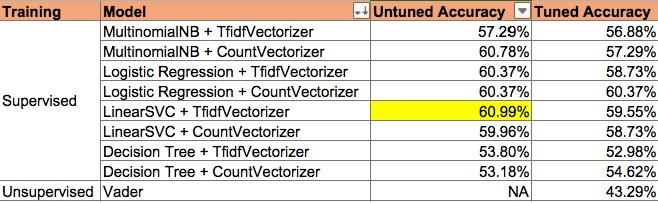 Training Model Untuned Accuracy Tuned Accuracy
MultinomialNB + TfidfVectorizer 57.29% 56.88%
MultinomialNB + CountVectorizer 60.78% 57.29%
Logistic Regression + TfidfVectorizer 60.37% 58.73%
Logistic Regression + CountVectorizer 60.37% 60.37%
Supervised LinearSVC + TfidfVectorizer 60.99% 59.55%
LinearSVC + CountVectorizer 59.96% 58.73%
Decision Tree + TfidfVectorizer 53.80% 52.98%
Decision Tree + CountVectorizer 53.18% 54.62%
Unsupervised Vader NA 43.29%